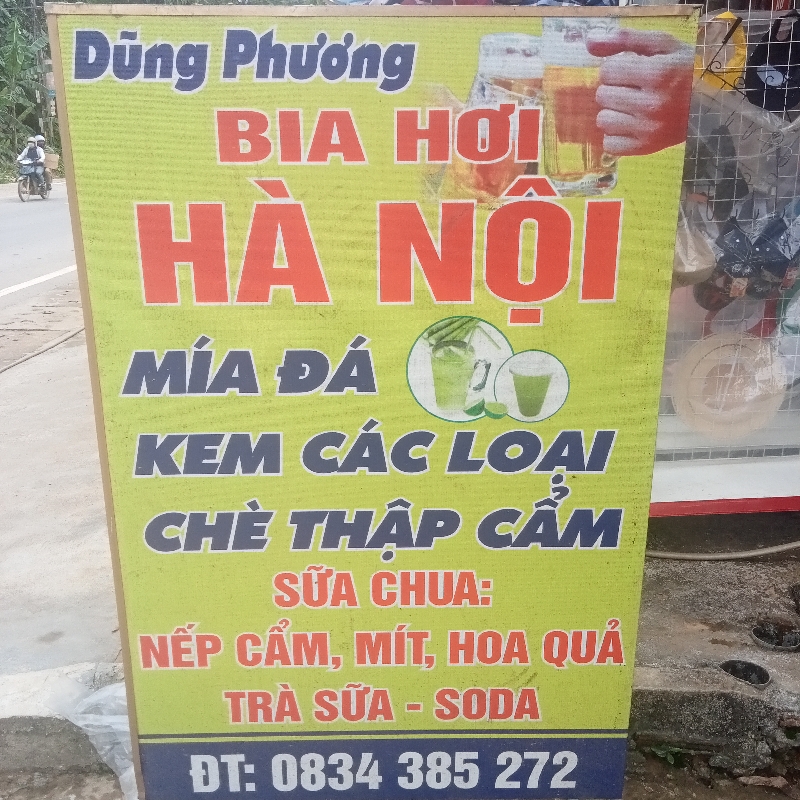 Dũng Phương
BIA HƠI
HÀ NỘI
MÍA ĐÁ
KEM CÁC LOẠI
CHÈ THẬP CẨM
SỮA CHUA:
NẾP CẨM, MÍT, HOA QUẢ
TRÀ SỮA - SODA
ĐT: 0834 385 272